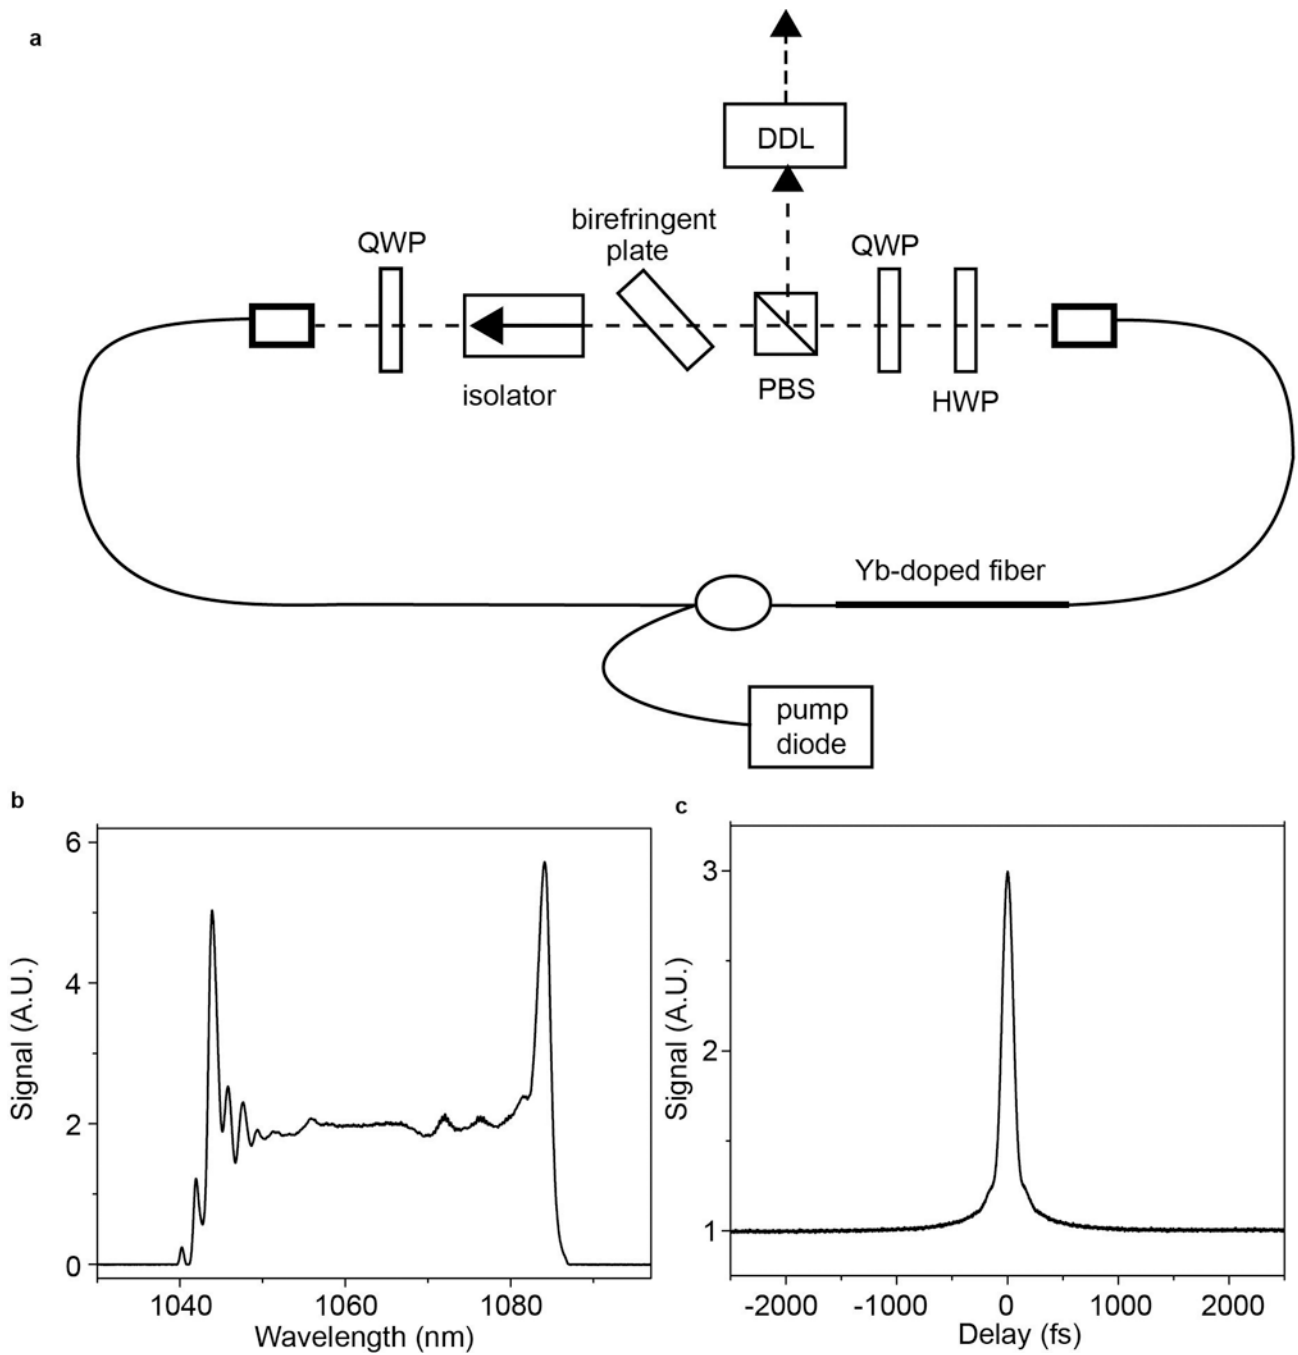 a
DDL
birefringent
plate
QWP
QWP
isolator
PBS
HWP
Yb-doped fiber
pump
diode
b
6
4
2
0
Signal (A.U.)
1040
1060
1080
Wavelength (nm)
c
3
2
1
Signal (A.U.)
-2000
-1000
0
1000
2000
Delay (fs)